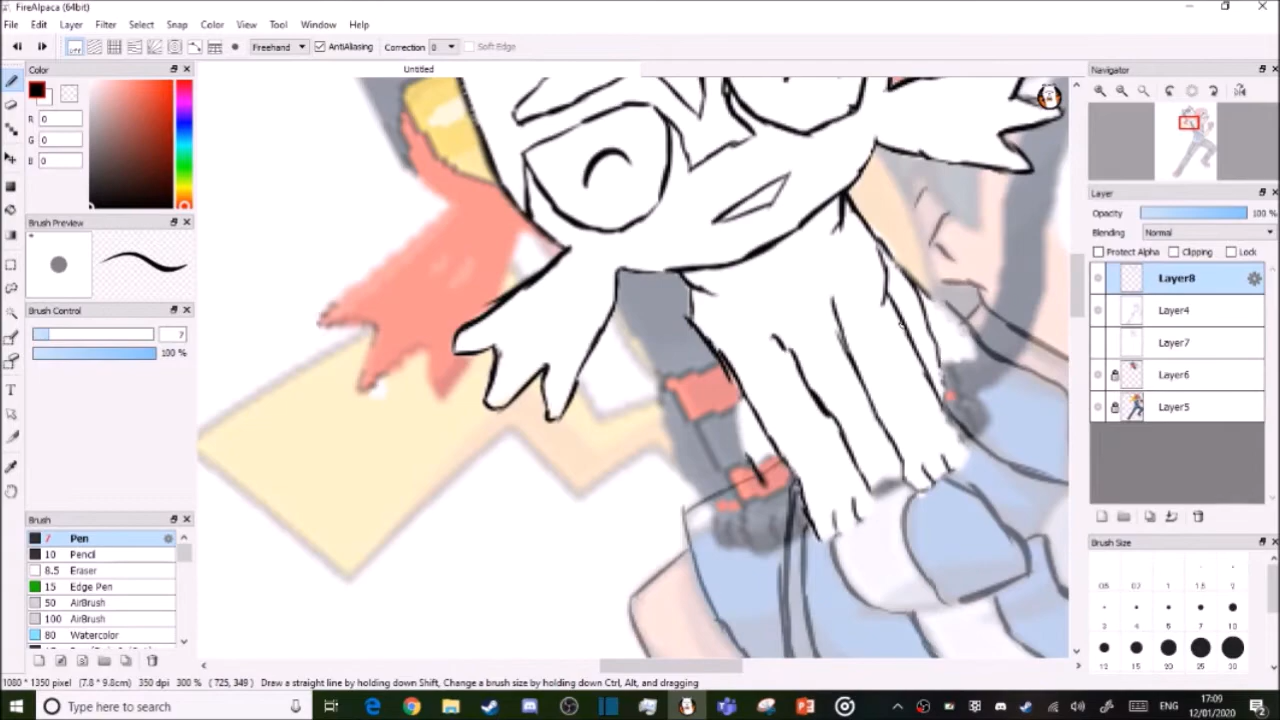 FireAlpaca (64bit)
File Edit Layer Filter Select Snap Color Tool Window Help
Freehand AntiAliasing Correction 0 Soft Edge
Color
Untitled
Navigator
R 0
G 0
B 0
Layer
Opacity 100 %
Brush Preview
Blending Normal
Protect Alpha Clipping Lock
Layer8
Brush Control
Layer4
7
Layer7
100 %
Layer6
Layer5
Brush
7 Pen
Brush Size
10 Pencil
8.5 Eraser
15 Edge Pen
50 AirBrush
100 AirBrush
80 Watercolor
1080 * 1350 pixel (7.8 * 9.8cm) 350 dpi 300 % ( 725, 349 ) Draw a straight line by holding down Shift, Change a brush size by holding down Ctrl, Alt, and dragging
Type here to search
ENG
17:09
12/01/2020